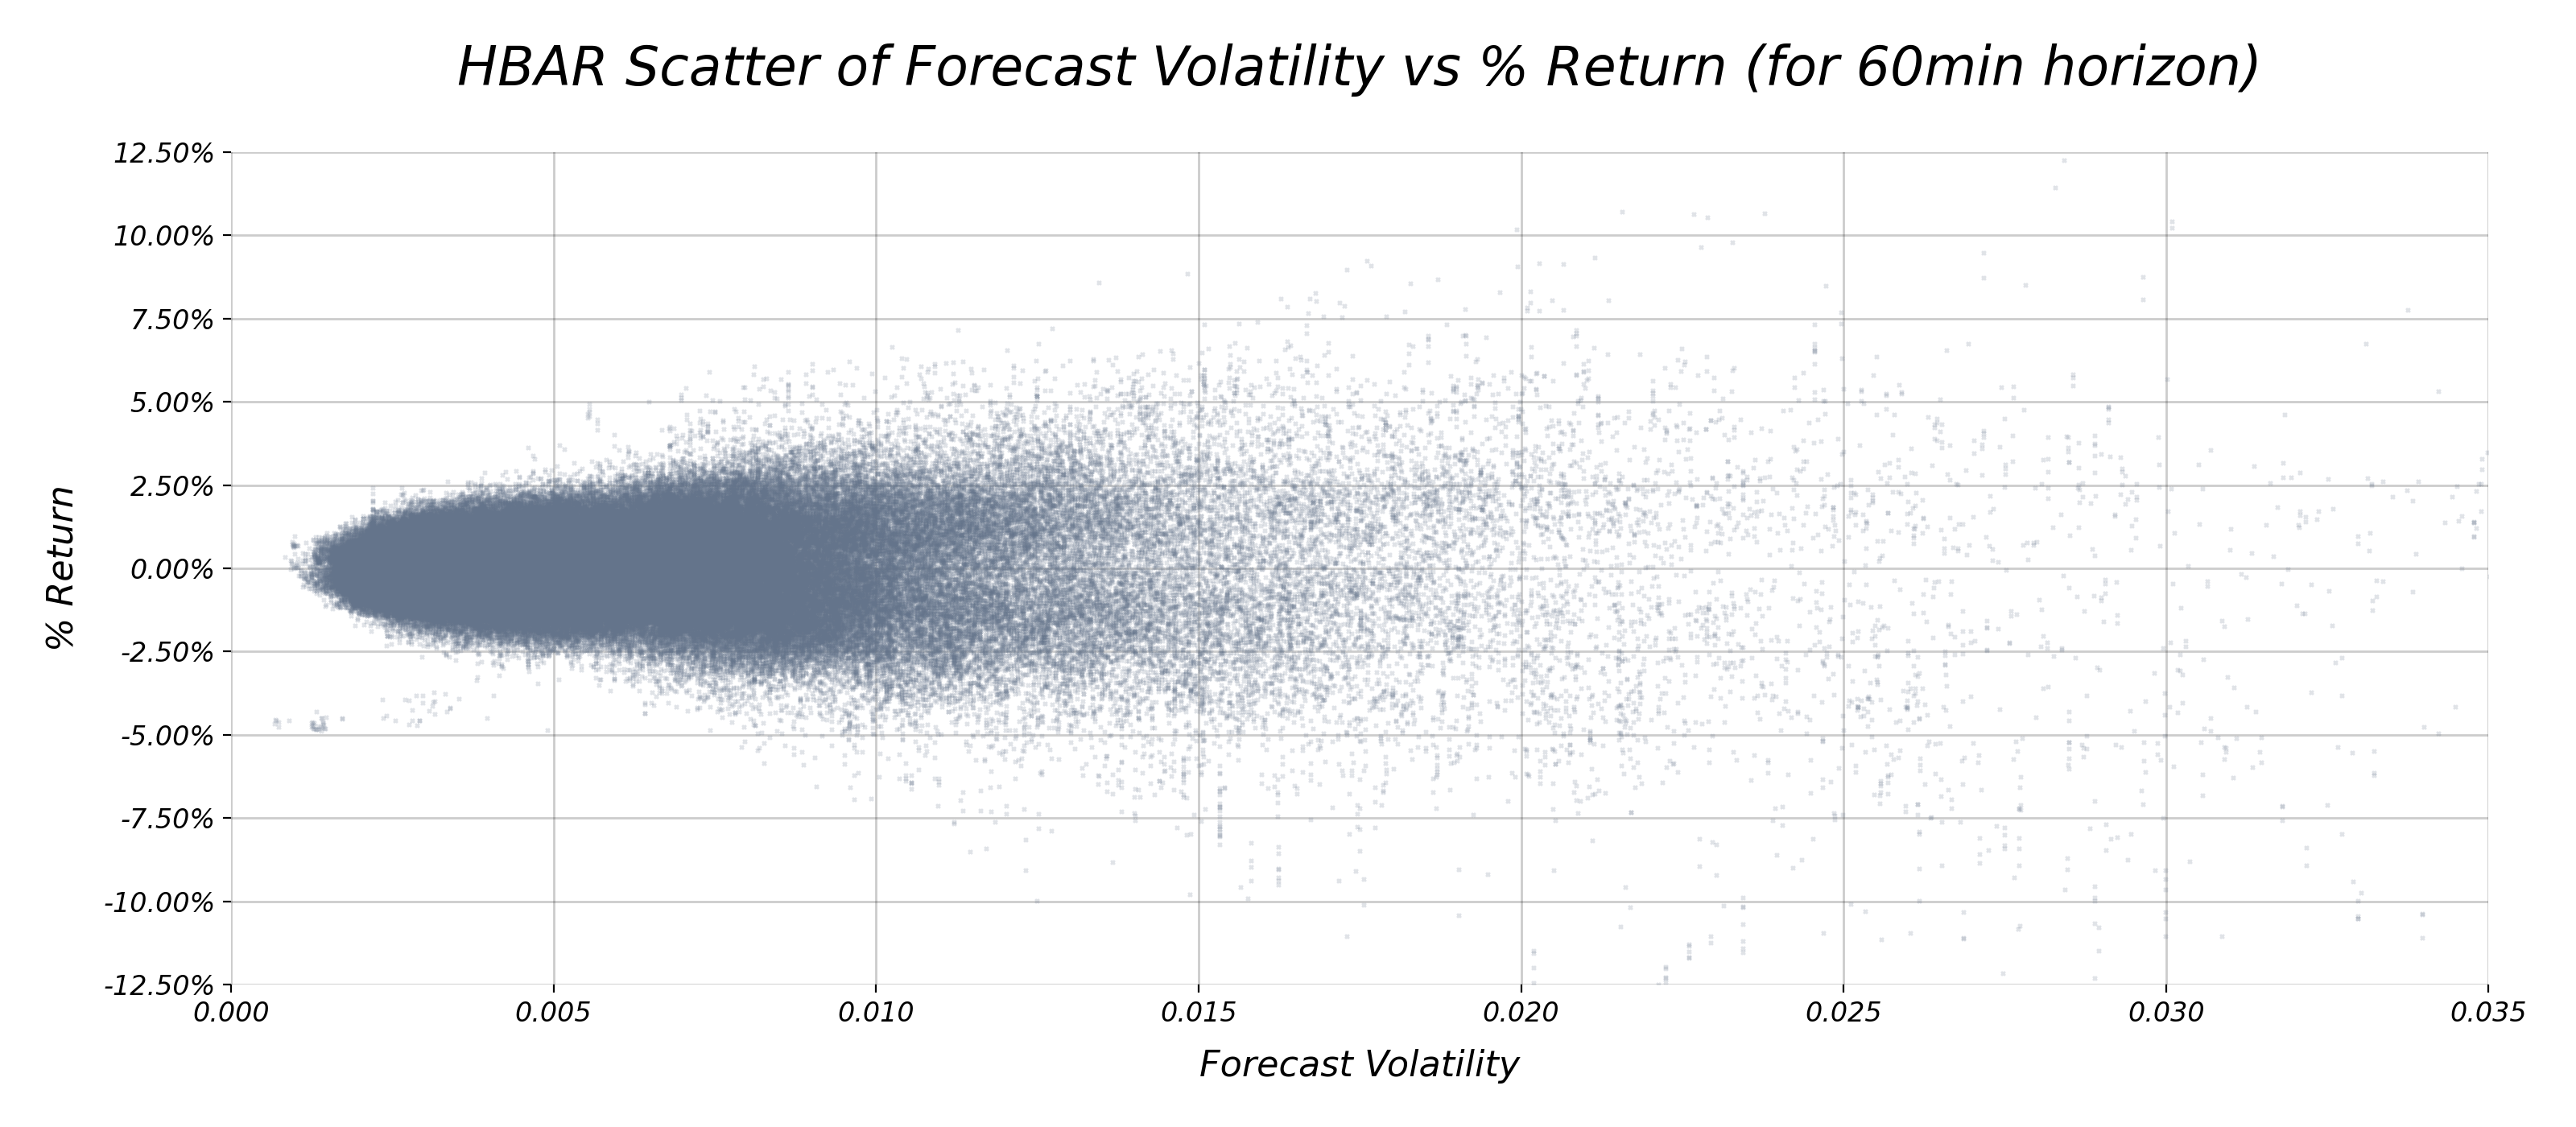 HBAR Scatter of Forecast Volatility vs % Return (for 60min horizon)
12.50%
10.00%
7.50%
5.00%
2.50%
0.00%
-2.50%
-5.00%
-7.50%
-10.00%
-12.50%
% Return
0.000 0.005 0.010 0.015 0.020 0.025 0.030 0.035
Forecast Volatility